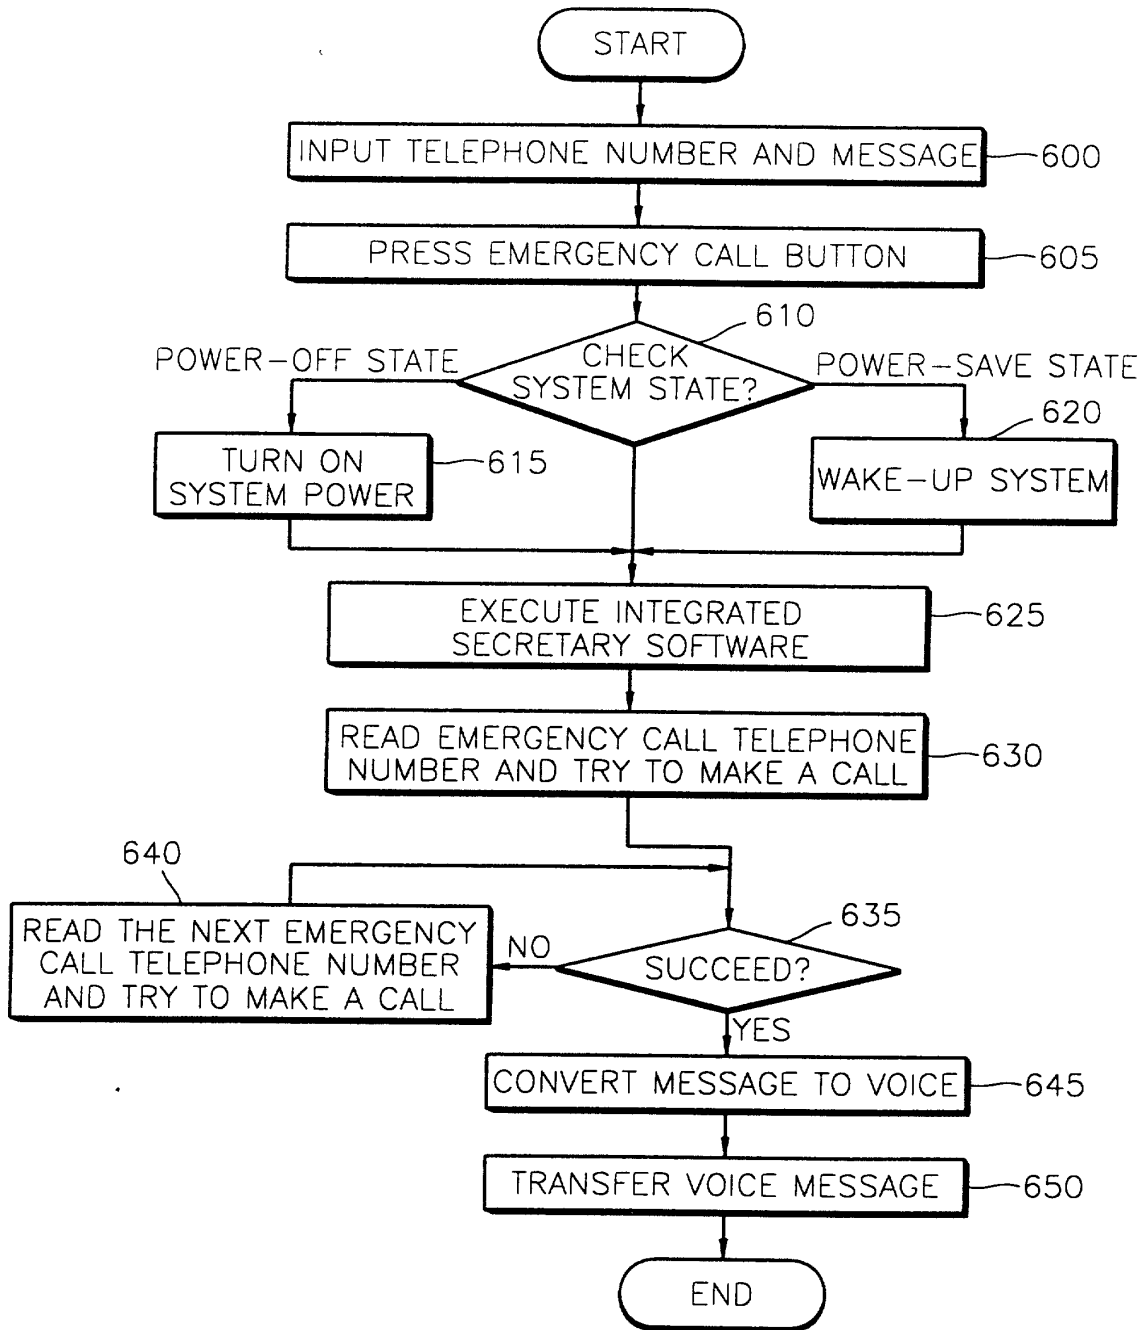 START
INPUT TELEPHONE NUMBER AND MESSAGE
600
PRESS EMERGENCY CALL BUTTON
605
610
CHECK
SYSTEM STATE?
POWER-OFF STATE
POWER-SAVE STATE
TURN ON
SYSTEM POWER
615
620
WAKE-UP SYSTEM
EXECUTE INTEGRATED
SECRETARY SOFTWARE
625
READ EMERGENCY CALL TELEPHONE
NUMBER AND TRY TO MAKE A CALL
630
640
READ THE NEXT EMERGENCY
CALL TELEPHONE NUMBER
AND TRY TO MAKE A CALL
NO
635
SUCCEED?
YES
CONVERT MESSAGE TO VOICE
645
TRANSFER VOICE MESSAGE
650
END